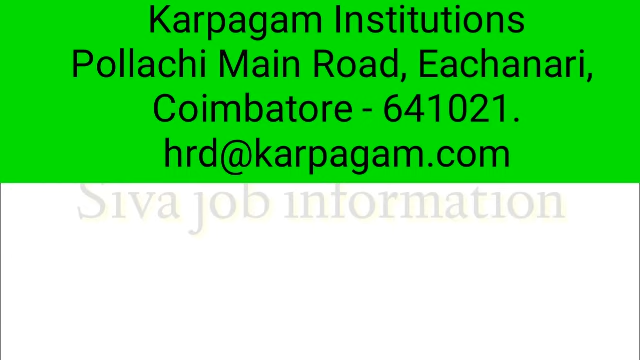 Karpagam Institutions
Pollachi Main Road, Eachanari,
Coimbatore - 641021.
hrd@karpagam.com
Siva job information